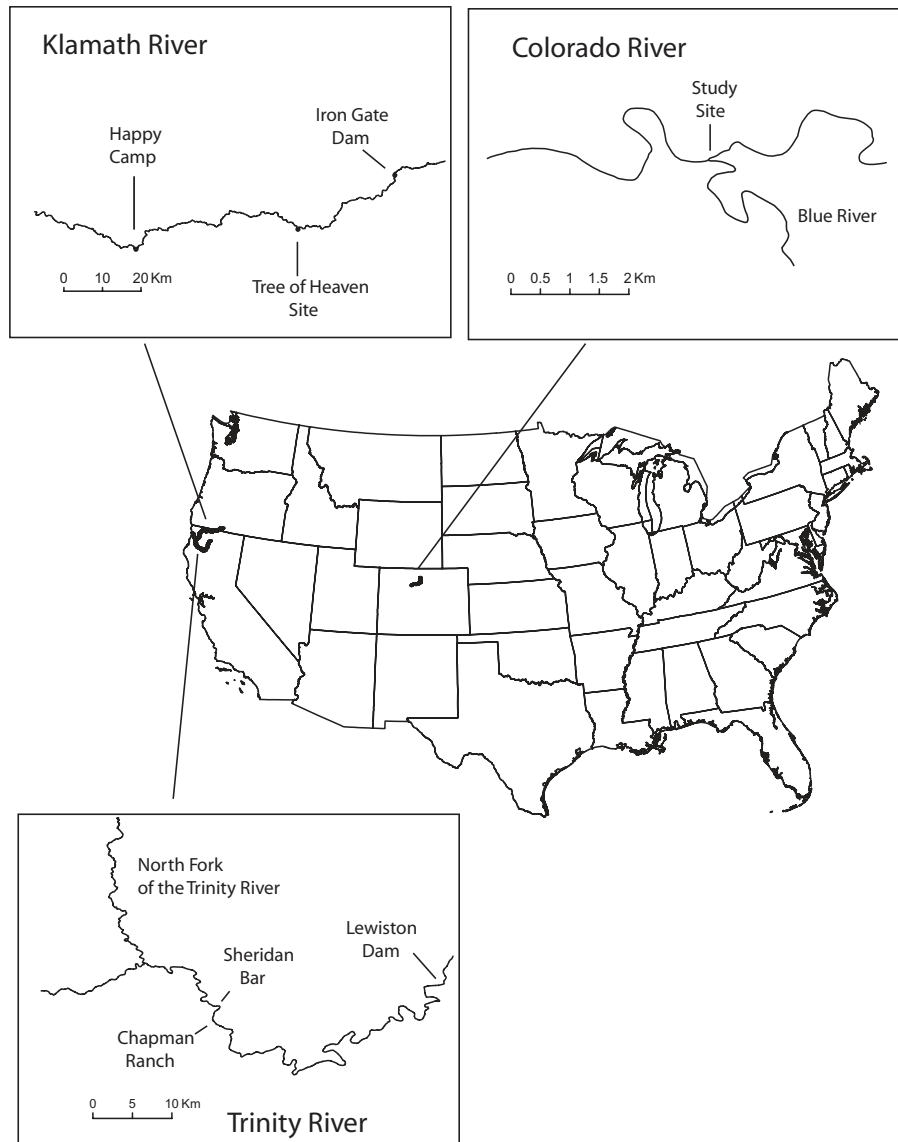 Klamath River
Happy
Camp
Iron Gate
Dam
Tree of Heaven
Site
0 10 20 Km
Colorado River
Study
Site
Blue River
0 0.5 1 1.5 2 Km
North Fork
of the Trinity River
Sheridan
Bar
Lewiston
Dam
Chapman
Ranch
0 5 10 Km
Trinity River